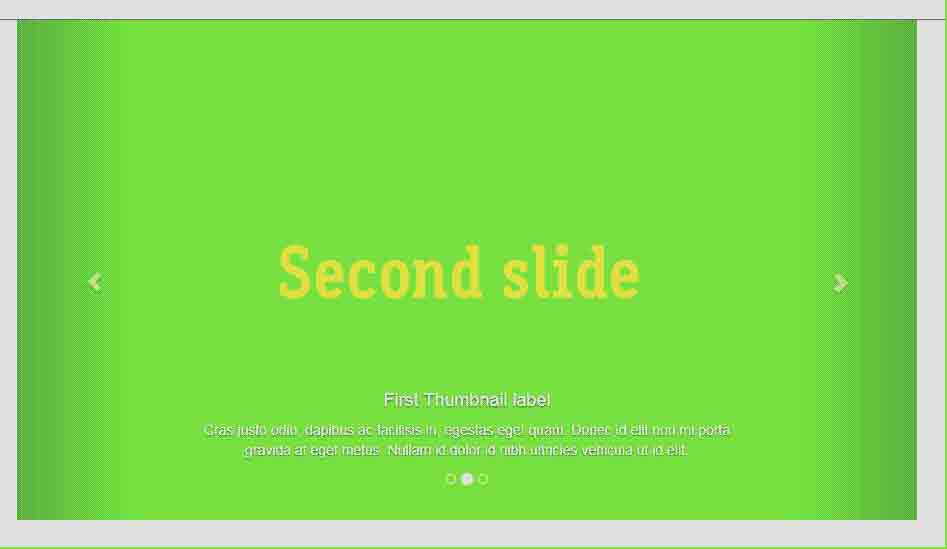 Second slide
First Thumbnail label
Cras justo odio, dapibus ac facilisis in, egestas eget quam. Donec id elit non mi porta
gravida at eget metus. Nullam id dolor id nibh ultricies vehicula ut id elit.